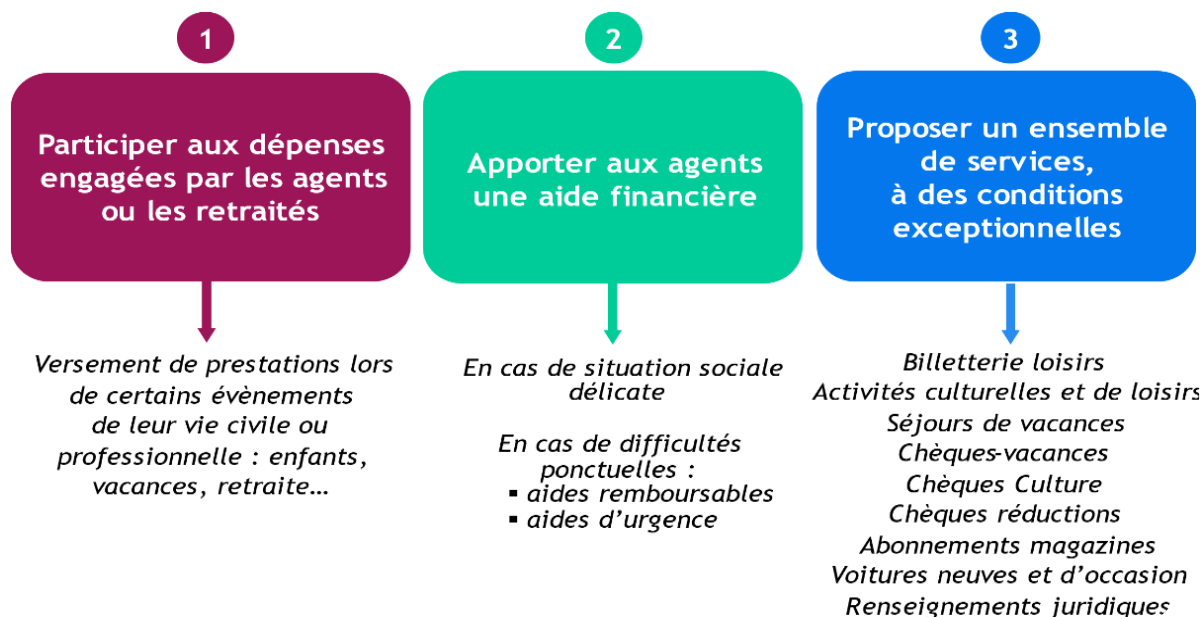 1
Participer aux dépenses
engagées par les agents
ou les retraités
Versement de prestations lors
de certains évènements
de leur vie civile ou
professionnelle : enfants,
vacances, retraite…
2
Apporter aux agents
une aide financière
En cas de situation sociale
délicate
En cas de difficultés
ponctuelles :
▪ aides remboursables
▪ aides d’urgence
3
Proposer un ensemble
de services,
à des conditions
exceptionnelles
Billetterie loisirs
Activités culturelles et de loisirs
Séjours de vacances
Chèques-vacances
Chèques Culture
Chèques réductions
Abonnements magazines
Voitures neuves et d’occasion
Renseignements juridiques